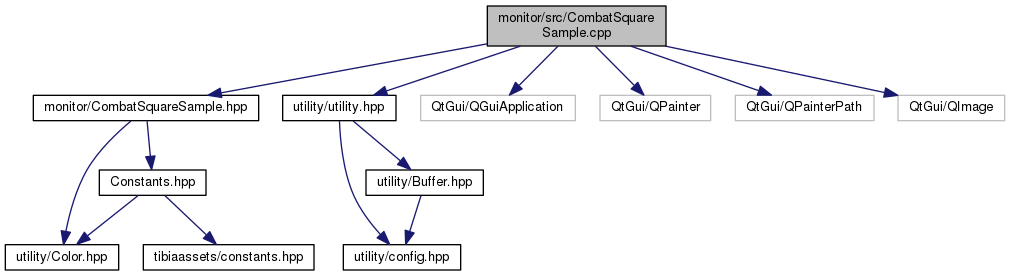 monitor/src/CombatSquare
Sample.cpp
monitor/CombatSquareSample.hpp
utility/utility.hpp
QtGui/QGuiApplication
QtGui/QPainter
QtGui/QPainterPath
QtGui/QImage
Constants.hpp
utility/Buffer.hpp
utility/Color.hpp
tibiaassets/constants.hpp
utility/config.hpp